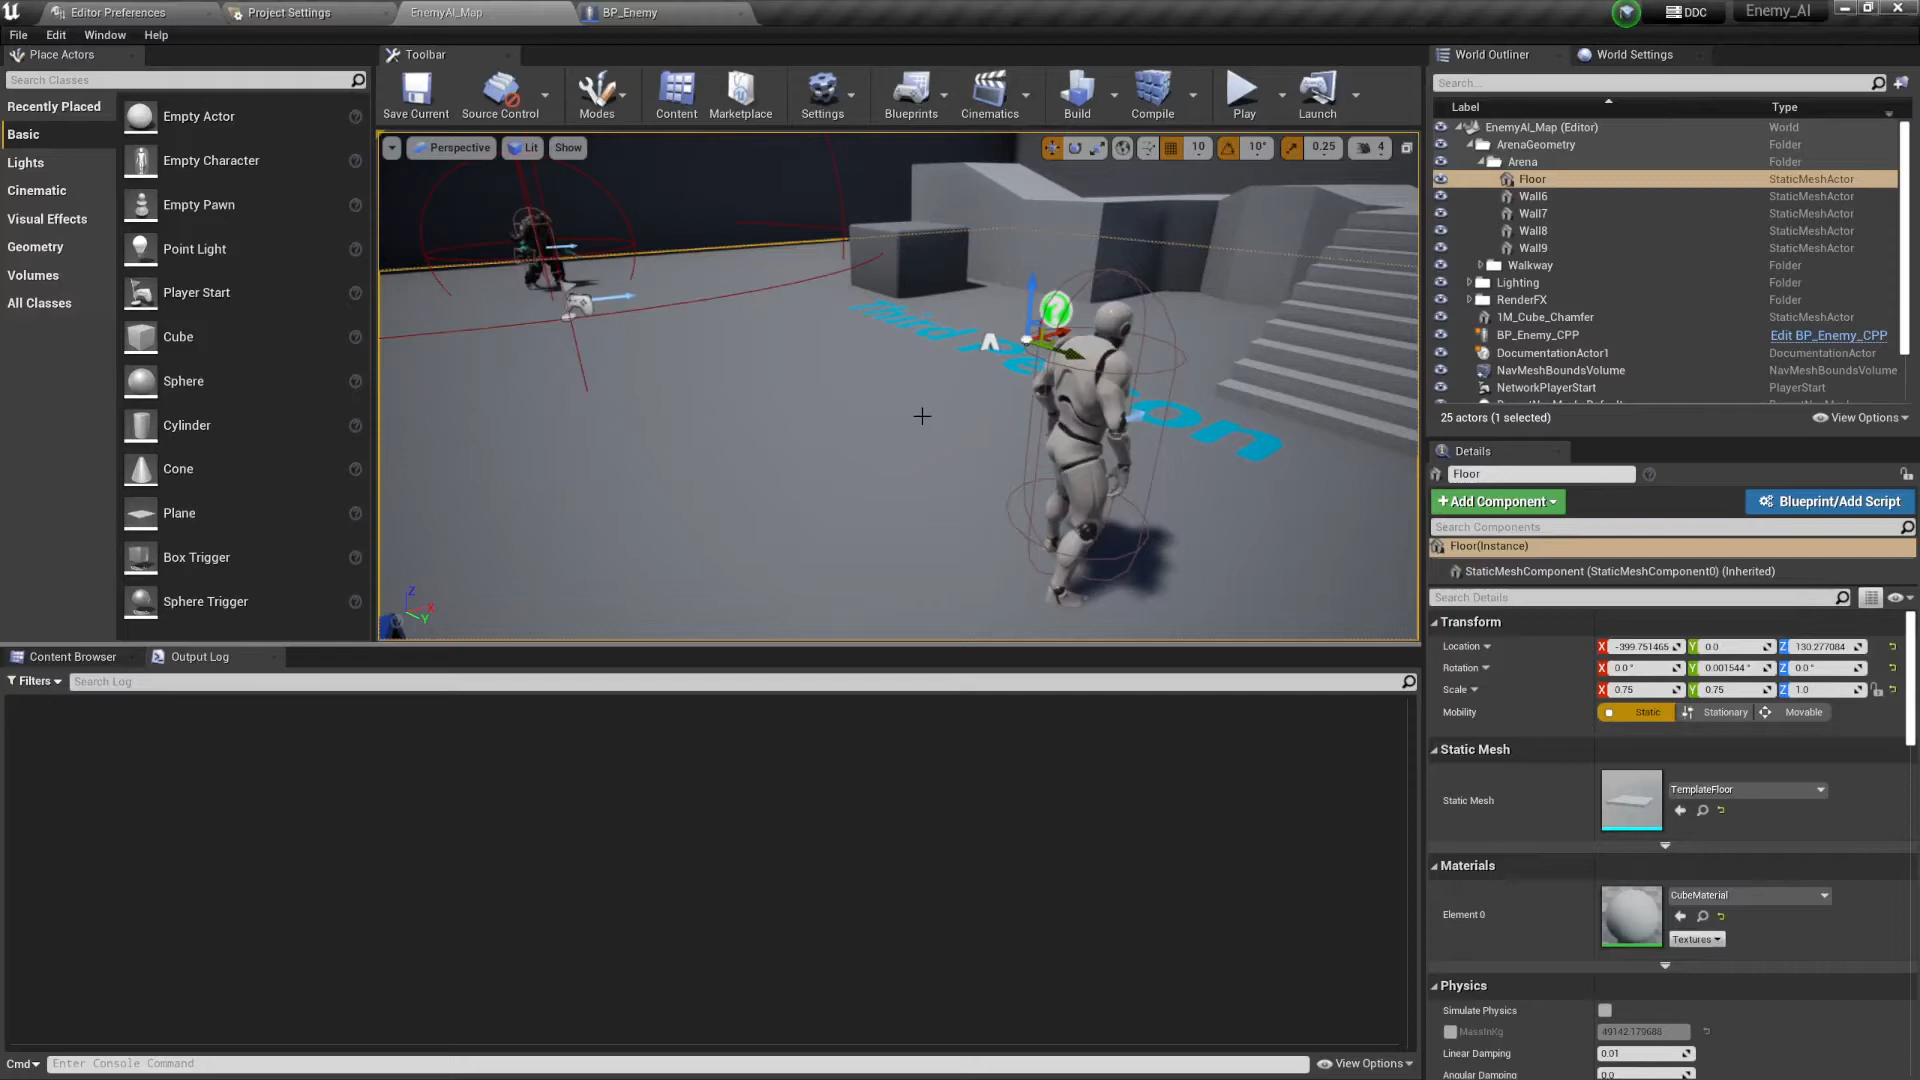 Editor Preferences
Project Settings
EnemyAI_Map
BP_Enemy
DDC
Enemy_AI
File Edit Window Help
Place Actors
Search Classes
Recently Placed
Basic
Lights
Cinematic
Visual Effects
Geometry
Volumes
All Classes
Empty Actor
Empty Character
Empty Pawn
Point Light
Player Start
Cube
Sphere
Cylinder
Cone
Plane
Box Trigger
Sphere Trigger
Toolbar
Save Current
Source Control
Modes
Content
Marketplace
Settings
Blueprints
Cinematics
Build
Compile
Play
Launch
Perspective
Lit
Show
10
10°
0.25
4
Third Person
Z
X
Y
World Outliner
World Settings
Search...
Label Type
EnemyAI_Map (Editor) World
ArenaGeometry Folder
Arena Folder
Floor StaticMeshActor
Wall6 StaticMeshActor
Wall7 StaticMeshActor
Wall8 StaticMeshActor
Wall9 StaticMeshActor
Walkway Folder
Lighting Folder
RenderFX Folder
1M_Cube_Chamfer StaticMeshActor
BP_Enemy_CPP Edit BP_Enemy_CPP
DocumentationActor1 DocumentationActor
NavMeshBoundsVolume NavMeshBoundsVolume
NetworkPlayerStart PlayerStart
25 actors (1 selected) View Options
Details
Floor
+Add Component
Blueprint/Add Script
Search Components
Floor(Instance)
StaticMeshComponent (StaticMeshComponent0) (Inherited)
Search Details
Transform
Location X -399.751465 Y 0.0 Z 130.277084
Rotation X 0.0 ° Y 0.001544 ° Z 0.0 °
Scale X 0.75 Y 0.75 Z 1.0
Mobility Static Stationary Movable
Static Mesh
Static Mesh
TemplateFloor
Materials
Element 0
CubeMaterial
Textures
Physics
Simulate Physics
MassInKg 49142.179688
Linear Damping 0.01
Angular Damping 0.0
Content Browser
Output Log
Filters
Search Log
Cmd
Enter Console Command
View Options